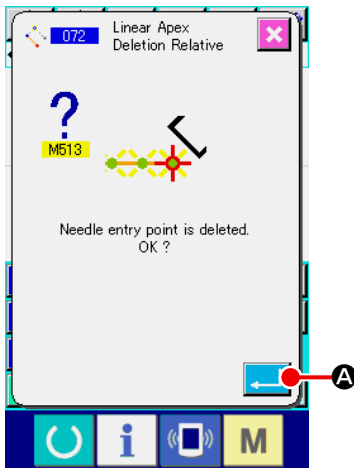 072
Linear Apex
Deletion Relative
?
M513
Needle entry point is deleted.
OK ?
A
i
M